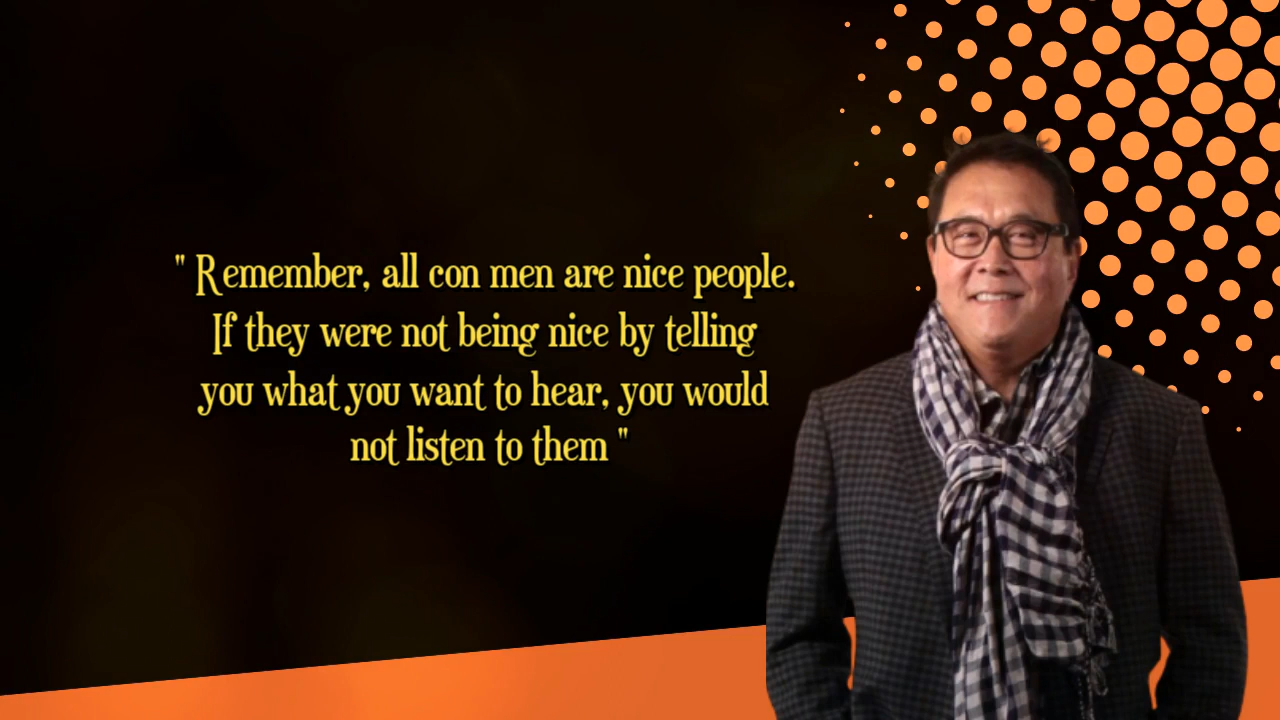 " Remember, all con men are nice people.
If they were not being nice by telling
you what you want to hear, you would
not listen to them "